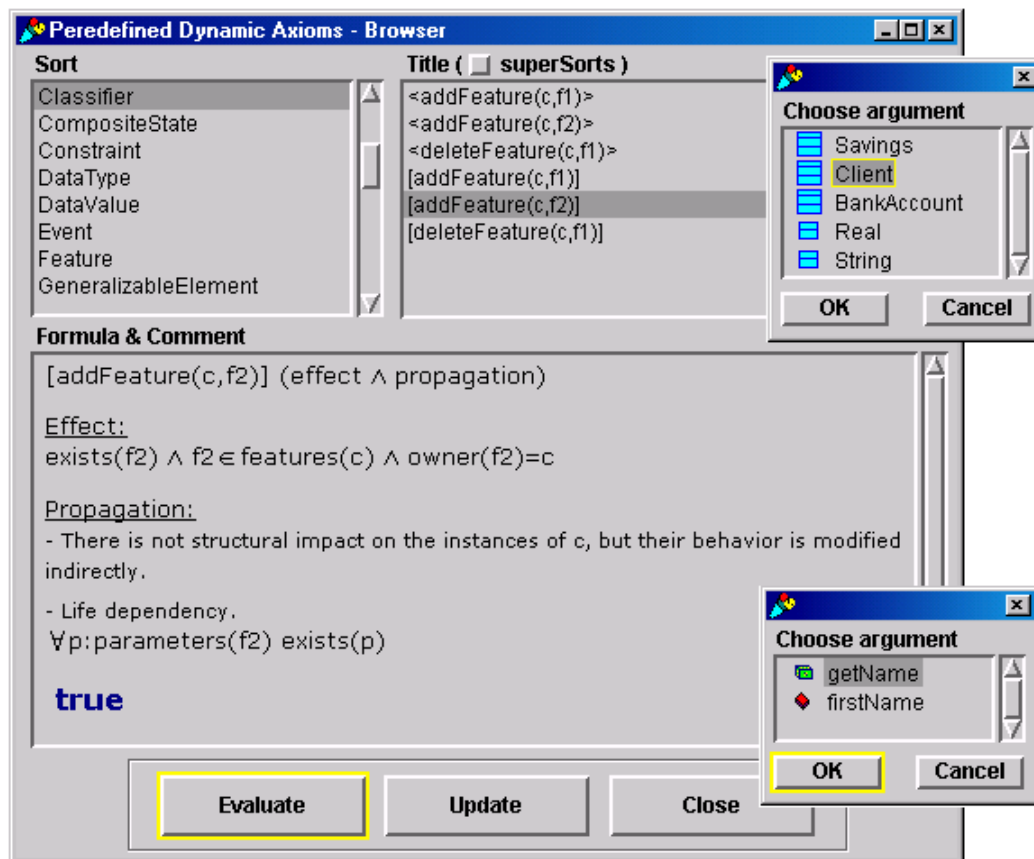 Peredefined Dynamic Axioms - Browser
Sort
Classifier
CompositeState
Constraint
DataType
DataValue
Event
Feature
GeneralizableElement
Title ( superSorts )
<addFeature(c,f1)>
<addFeature(c,f2)>
<deleteFeature(c,f1)>
[addFeature(c,f1)]
[addFeature(c,f2)]
[deleteFeature(c,f1)]
Choose argument
Savings
Client
BankAccount
Real
String
OK Cancel
Formula & Comment
[addFeature(c,f2)] (effect ∧ propagation)
Effect:
exists(f2) ∧ f2∈features(c) ∧ owner(f2)=c
Propagation:
- There is not structural impact on the instances of c, but their behavior is modified
indirectly.
- Life dependency.
∀p:parameters(f2) exists(p)
true
Choose argument
getName
firstName
OK Cancel
Evaluate Update Close